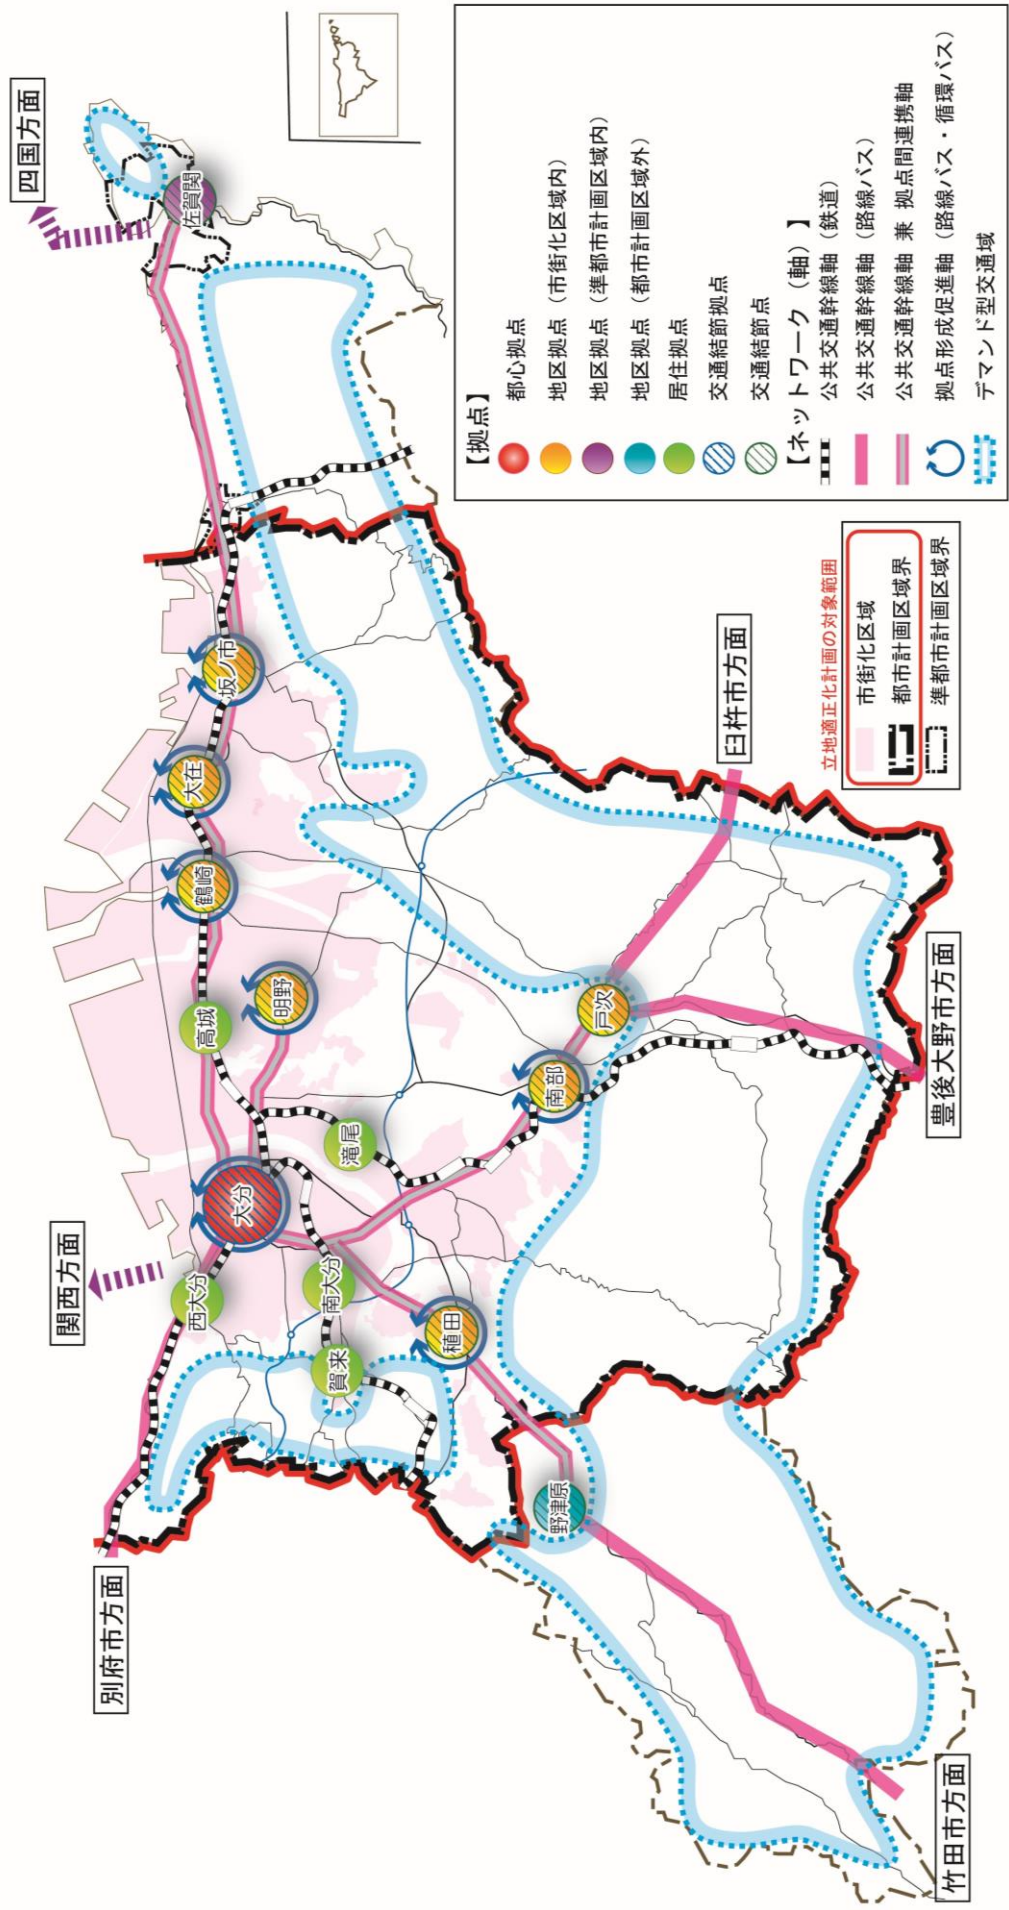 四国方面
関西方面
別府市方面
臼杵市方面
豊後大野市方面
竹田市方面
佐賀関
坂ノ市
大在
鶴崎
高城
明野
大分
滝尾
西大分
南大分
賀来
稙田
南部
戸次
野津原
【拠点】
都心拠点
地区拠点（市街化区域内）
地区拠点（準都市計画区域内）
地区拠点（都市計画区域外）
居住拠点
交通結節拠点
交通結節点
【ネットワーク（軸）】
公共交通幹線軸（鉄道）
公共交通幹線軸（路線バス）
公共交通幹線軸 兼 拠点間連携軸
拠点形成促進軸（路線バス・循環バス）
デマンド型交通域
立地適正化計画の対象範囲
市街化区域
都市計画区域界
準都市計画区域界